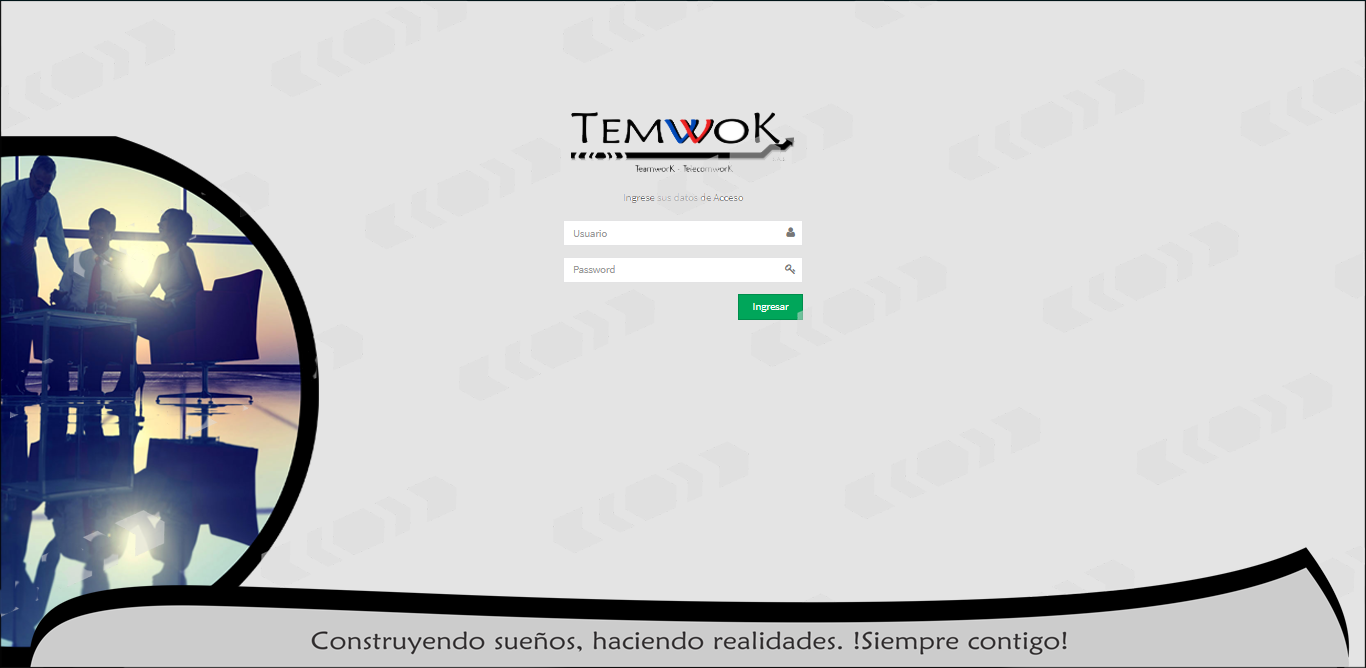 TEMWOK
TeamworK - TelecomworK
Ingrese sus datos de Acceso
Usuario
Password
Ingresar
Construyendo sueños, haciendo realidades. !Siempre contigo!